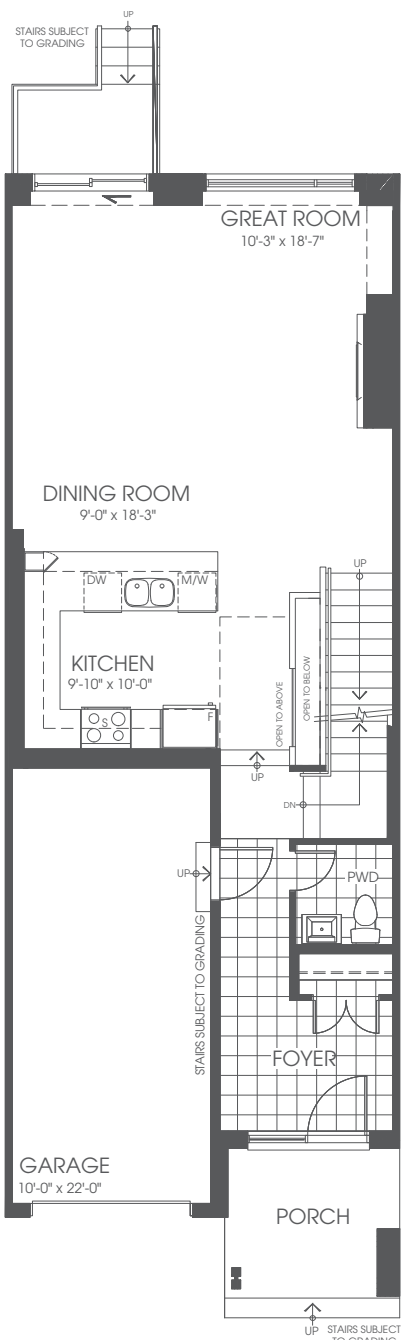 UP
STAIRS SUBJECT
TO GRADING
GREAT ROOM
10'-3" x 18'-7"
DINING ROOM
9'-0" x 18'-3"
DW
M/W
UP
KITCHEN
9'-10" x 10'-0"
OPEN TO ABOVE
OPEN TO BELOW
S
F
UP
DN
UP
PWD
STAIRS SUBJECT TO GRADING
FOYER
GARAGE
10'-0" x 22'-0"
PORCH
UP
STAIRS SUBJECT
TO GRADING